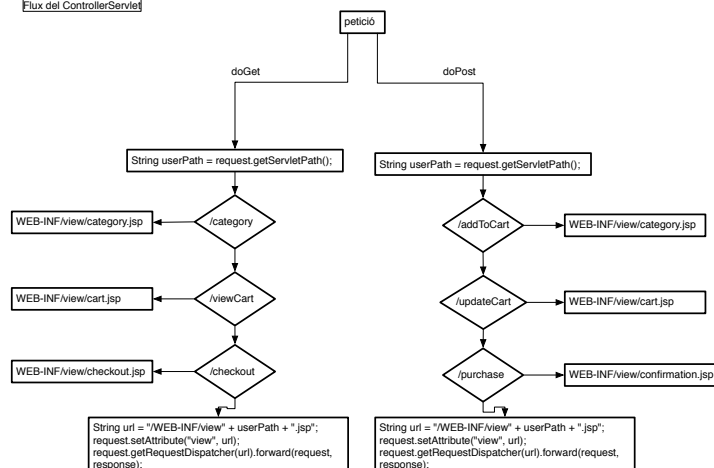 Flux del ControllerServlet
petició
doGet
doPost
String userPath = request.getServletPath();
String userPath = request.getServletPath();
WEB-INF/view/category.jsp
/category
/addToCart
WEB-INF/view/category.jsp
WEB-INF/view/cart.jsp
/viewCart
/updateCart
WEB-INF/view/cart.jsp
WEB-INF/view/checkout.jsp
/checkout
/purchase
WEB-INF/view/confirmation.jsp
String url = "/WEB-INF/view" + userPath + ".jsp";
request.setAttribute("view", url);
request.getRequestDispatcher(url).forward(request,
response);
String url = "/WEB-INF/view" + userPath + ".jsp";
request.setAttribute("view", url);
request.getRequestDispatcher(url).forward(request,
response);